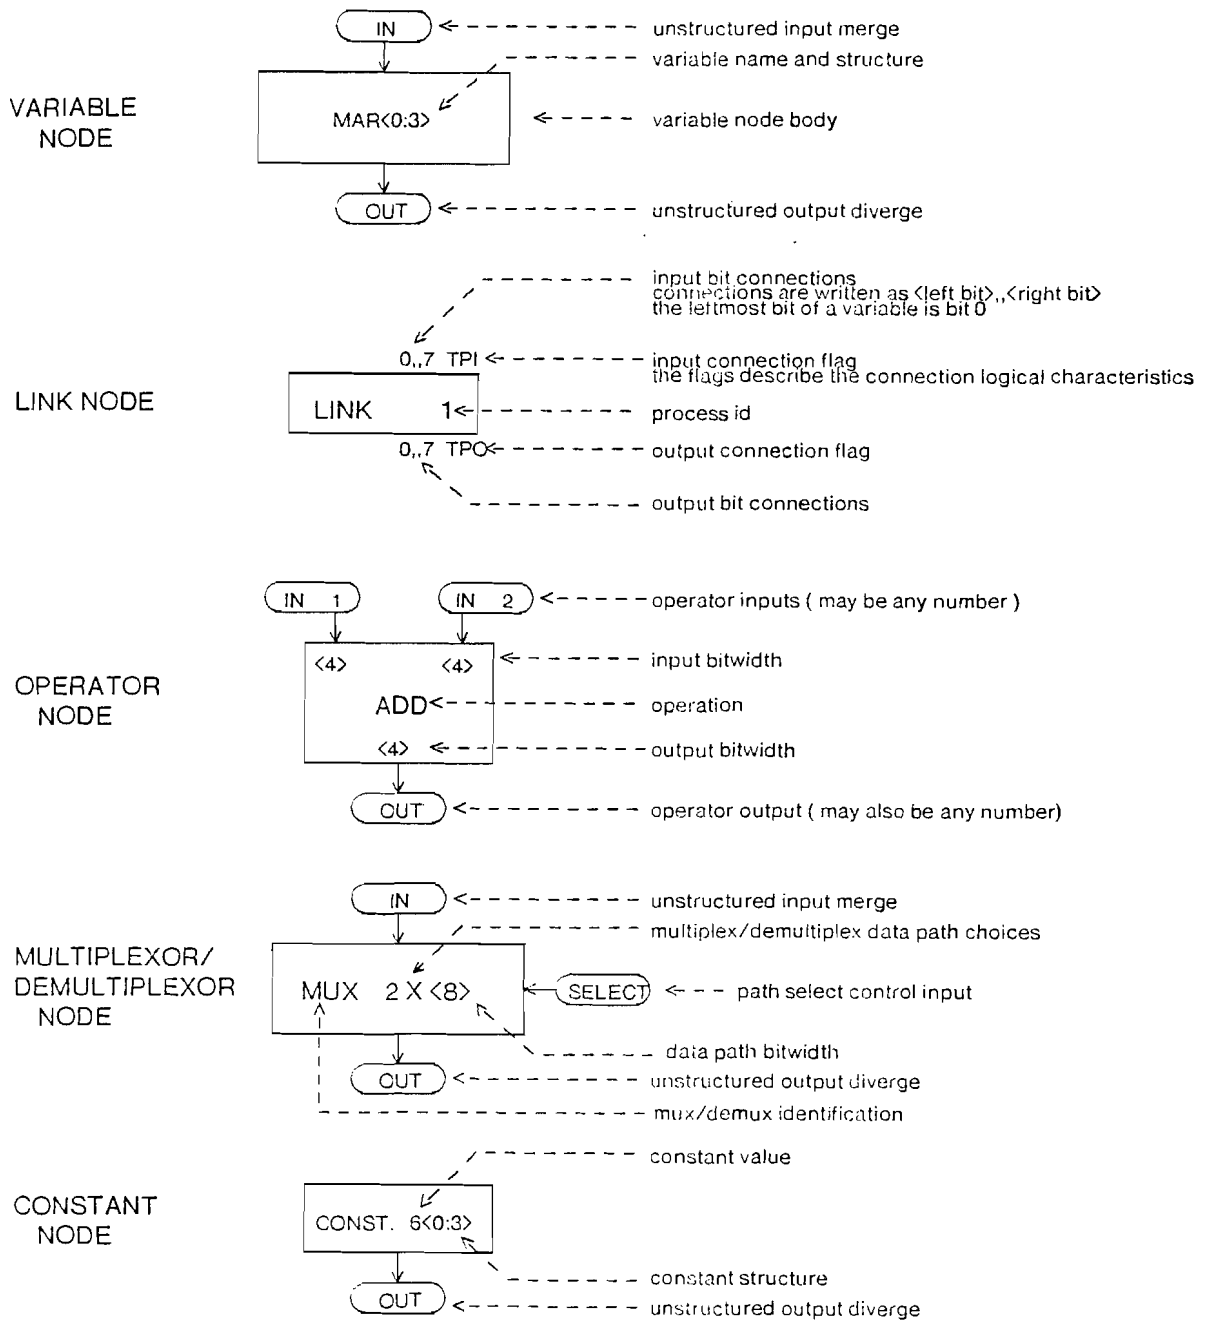 IN
unstructured input merge
variable name and structure
VARIABLE
NODE
MAR<0:3>
variable node body
OUT
unstructured output diverge
input bit connections
connections are written as <left bit>,,<right bit>
the leftmost bit of a variable is bit 0
0,,7 TPI
input connection flag
the flags describe the connection logical characteristics
LINK NODE
LINK 1
process id
0,,7 TPO
output connection flag
output bit connections
IN 1
IN 2
operator inputs ( may be any number )
<4>
<4>
input bitwidth
OPERATOR
NODE
ADD
operation
<4>
output bitwidth
OUT
operator output ( may also be any number)
IN
unstructured input merge
multiplex/demultiplex data path choices
MULTIPLEXOR/
DEMULTIPLEXOR
NODE
MUX 2 X <8>
SELECT
path select control input
data path bitwidth
OUT
unstructured output diverge
mux/demux identification
constant value
CONSTANT
NODE
CONST. 6<0:3>
constant structure
OUT
unstructured output diverge